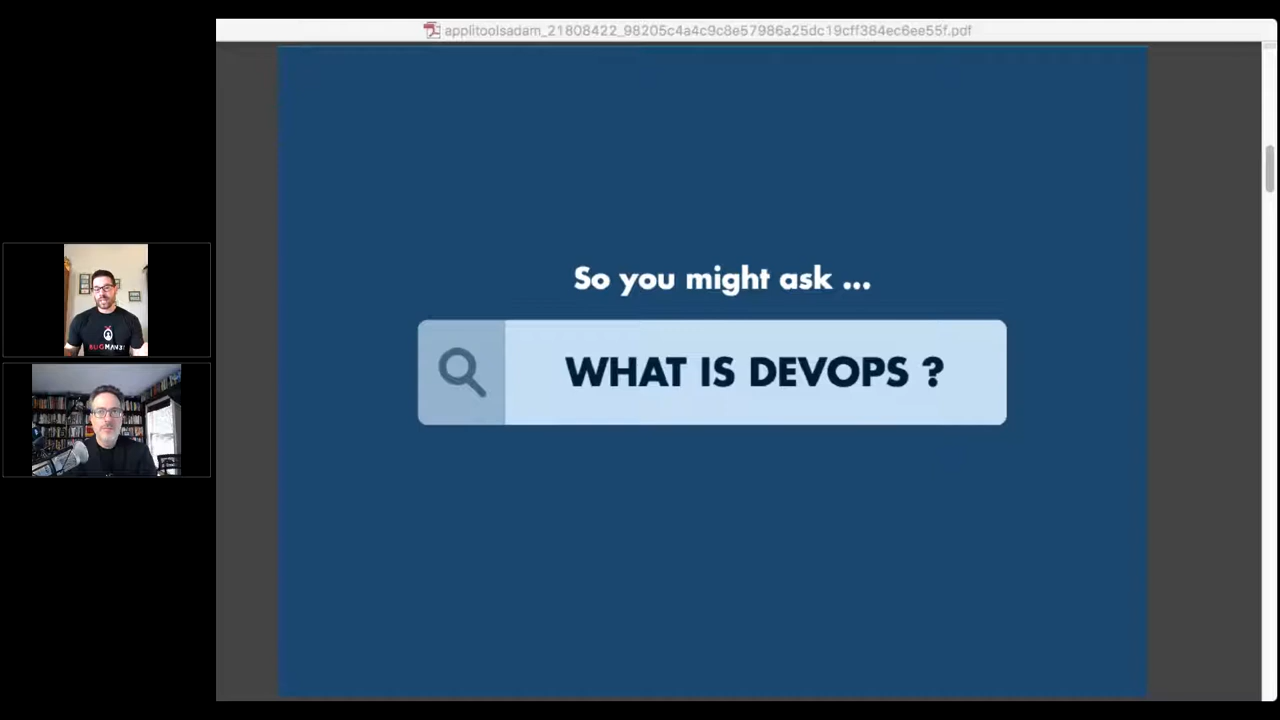 applitoolsadam_21808422_98205c4a4c9c8e57986a25dc19cff384ec6ee55f.pdf
So you might ask ...
WHAT IS DEVOPS ?